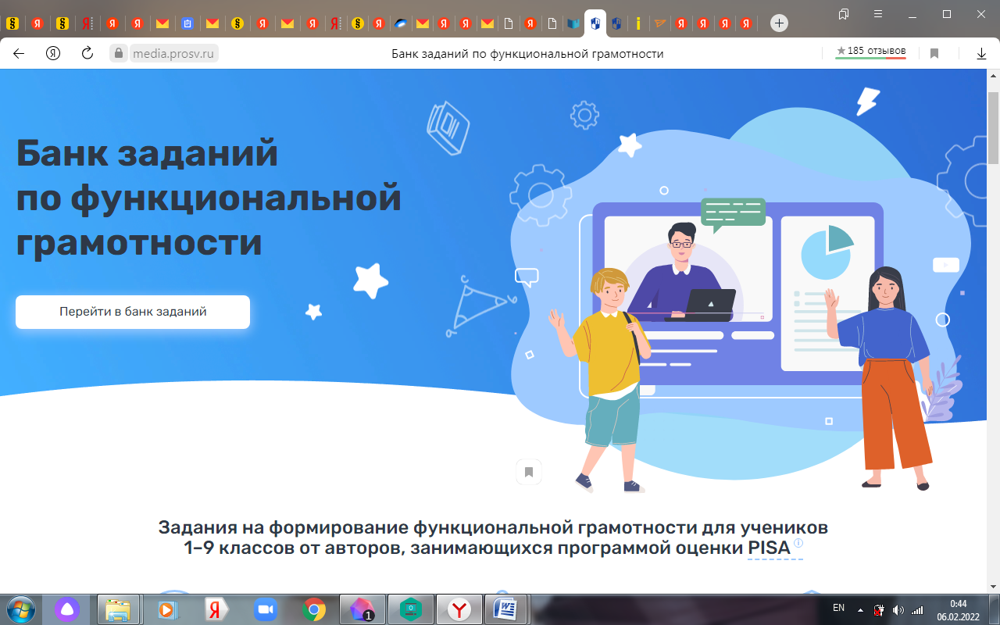 media.prosv.ru
Банк заданий по функциональной грамотности
★185 отзывов
Банк заданий
по функциональной
грамотности
Перейти в банк заданий
Задания на формирование функциональной грамотности для учеников
1–9 классов от авторов, занимающихся программой оценки PISA
1
EN
0:44
06.02.2022